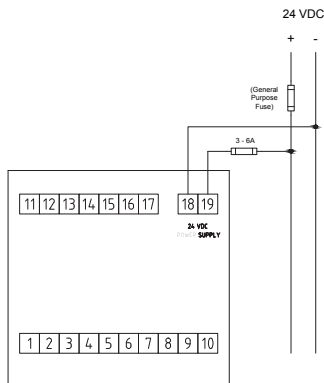 24 VDC
+ -
(General
Purpose
Fuse)
3 - 6A
11 12 13 14 15 16 17 18 19
24 VDC
POWER SUPPLY
1 2 3 4 5 6 7 8 9 10